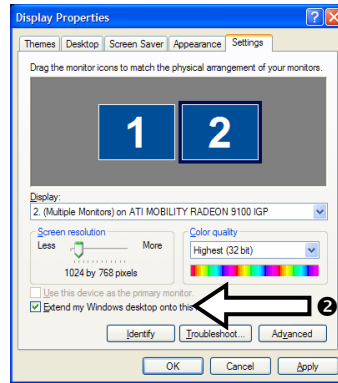 Display Properties
Themes Desktop Screen Saver Appearance Settings
Drag the monitor icons to match the physical arrangement of your monitors.
1 2
Display:
2. (Multiple Monitors) on ATI MOBILITY RADEON 9100 IGP
Screen resolution
Less More
1024 by 768 pixels
Color quality
Highest (32 bit)
Use this device as the primary monitor.
Extend my Windows desktop onto this
❷
Identify Troubleshoot... Advanced
OK Cancel Apply